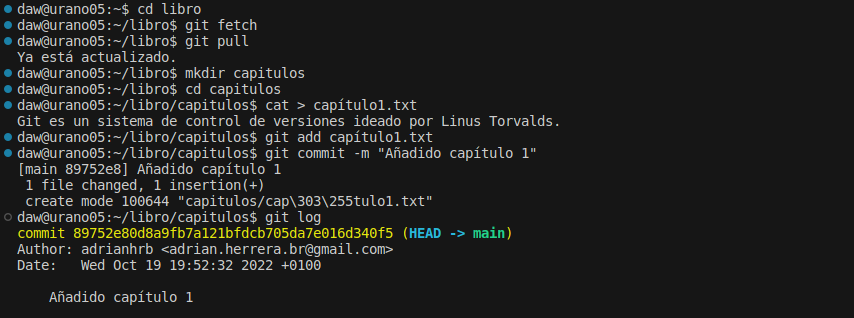 daw@urano05:~$ cd libro
daw@urano05:~/libro$ git fetch
daw@urano05:~/libro$ git pull
Ya está actualizado.
daw@urano05:~/libro$ mkdir capitulos
daw@urano05:~/libro$ cd capitulos
daw@urano05:~/libro/capitulos$ cat > capítulo1.txt
Git es un sistema de control de versiones ideado por Linus Torvalds.
daw@urano05:~/libro/capitulos$ git add capítulo1.txt
daw@urano05:~/libro/capitulos$ git commit -m "Añadido capítulo 1"
[main 89752e8] Añadido capítulo 1
 1 file changed, 1 insertion(+)
 create mode 100644 "capitulos/cap\303\255tulo1.txt"
daw@urano05:~/libro/capitulos$ git log
commit 89752e80d8a9fb7a121bfdcb705da7e016d340f5 (HEAD -> main)
Author: adrianhrb <adrian.herrera.br@gmail.com>
Date:   Wed Oct 19 19:52:32 2022 +0100
    Añadido capítulo 1